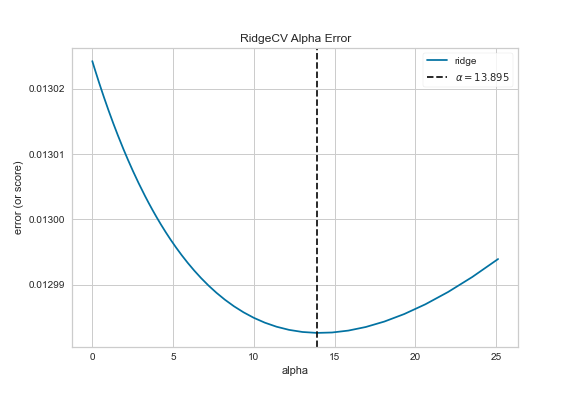 RidgeCV Alpha Error
ridge
α = 13.895
0.01302
0.01301
0.01300
0.01299
error (or score)
0 5 10 15 20 25
alpha